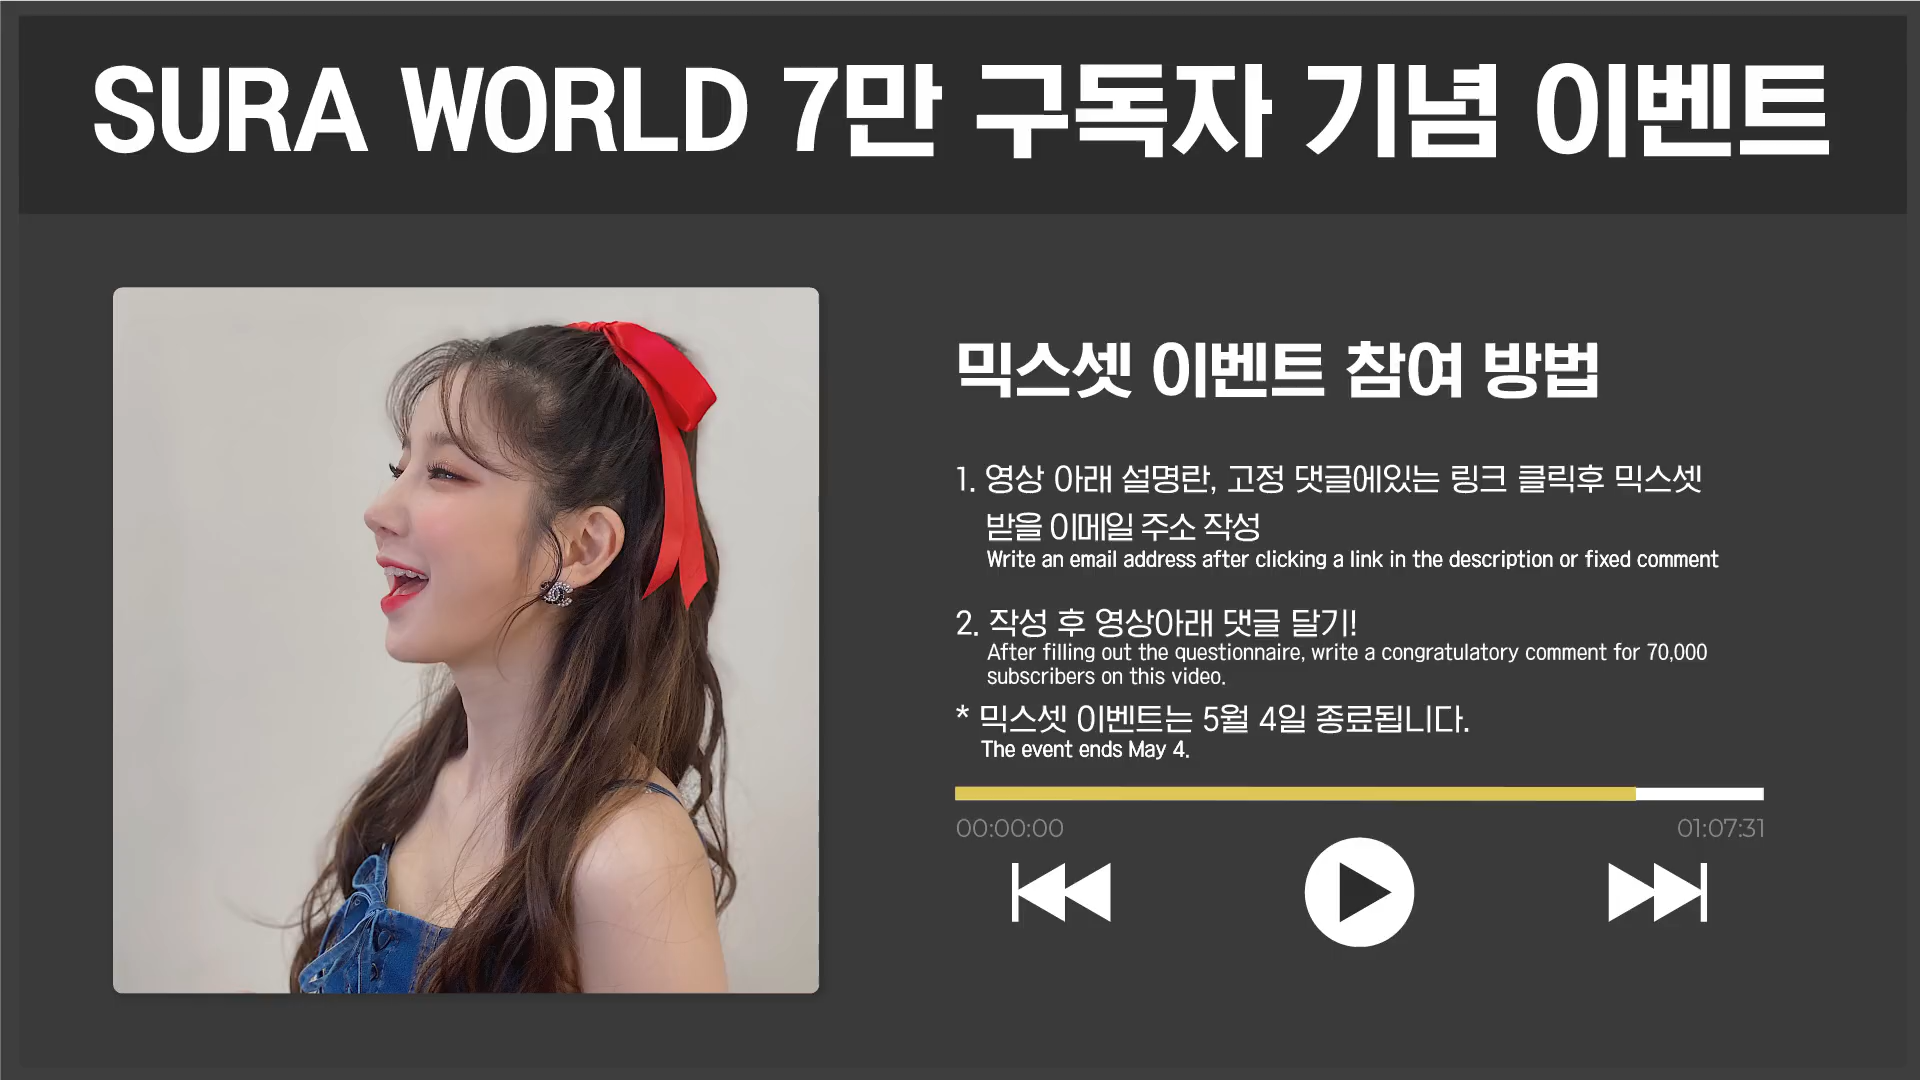 SURA WORLD 7만 구독자 기념 이벤트
믹스셋 이벤트 참여 방법
1. 영상 아래 설명란, 고정 댓글에있는 링크 클릭후 믹스셋
받을 이메일 주소 작성
Write an email address after clicking a link in the description or fixed comment
2. 작성 후 영상아래 댓글 달기!
After filling out the questionnaire, write a congratulatory comment for 70,000
subscribers on this video.
* 믹스셋 이벤트는 5월 4일 종료됩니다.
The event ends May 4.
00:00:00 01:07:31